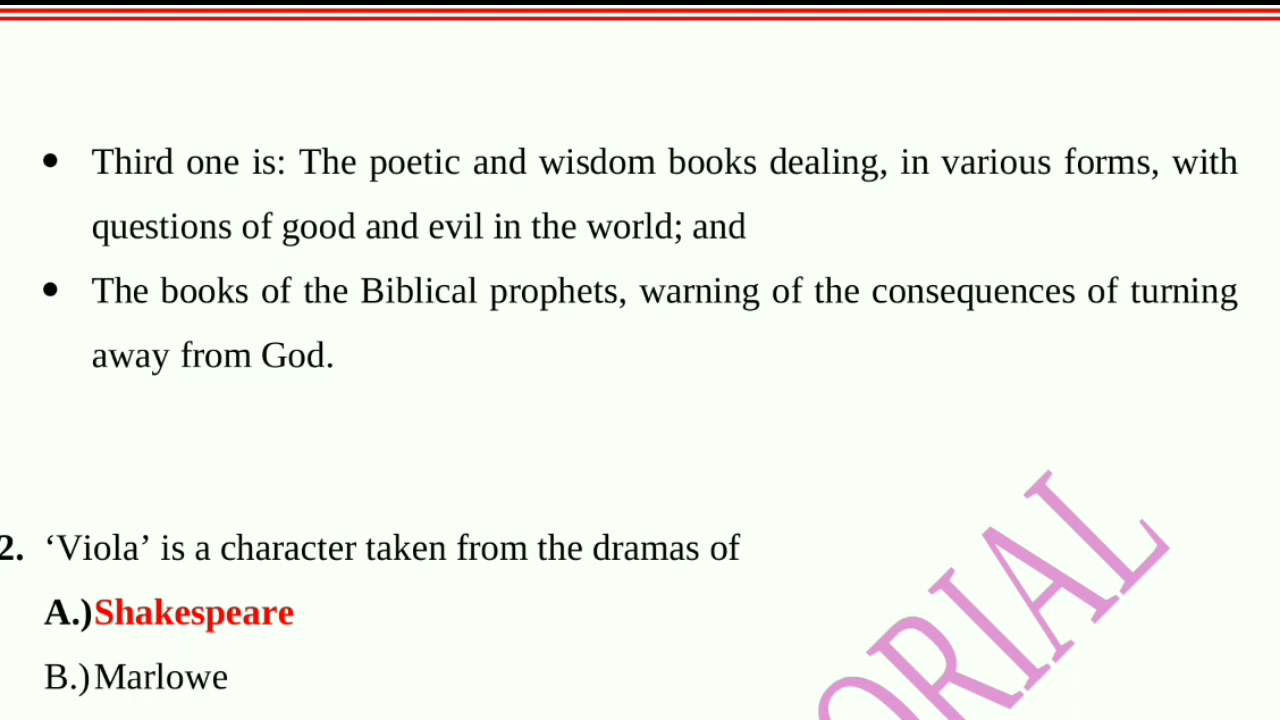 • Third one is: The poetic and wisdom books dealing, in various forms, with
questions of good and evil in the world; and
• The books of the Biblical prophets, warning of the consequences of turning
away from God.
2. ‘Viola’ is a character taken from the dramas of
A.)Shakespeare
B.)Marlowe
ORIAL